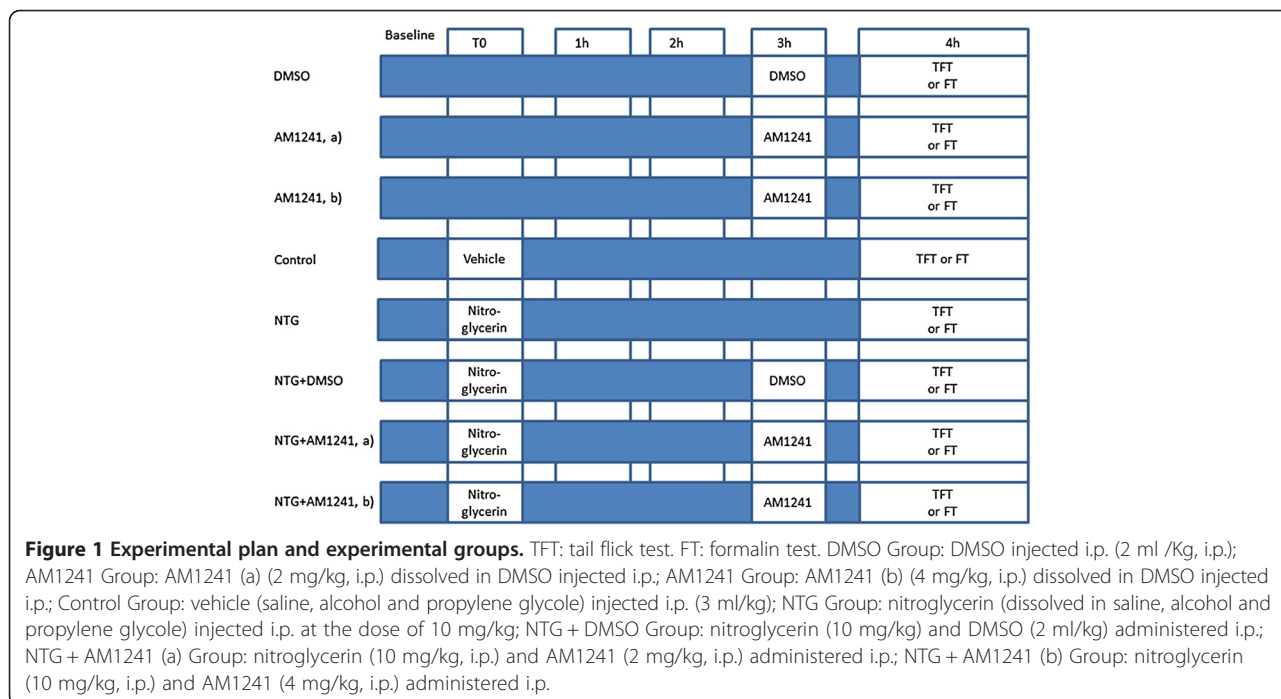 Baseline T0 1h 2h 3h 4h
DMSO DMSO TFT
or FT
AM1241, a) AM1241 TFT
or FT
AM1241, b) AM1241 TFT
or FT
Control Vehicle TFT or FT
NTG Nitro-
glycerin TFT
or FT
NTG+DMSO Nitro-
glycerin DMSO TFT
or FT
NTG+AM1241, a) Nitro-
glycerin AM1241 TFT
or FT
NTG+AM1241, b) Nitro-
glycerin AM1241 TFT
or FT
Figure 1 Experimental plan and experimental groups. TFT: tail flick test. FT: formalin test. DMSO Group: DMSO injected i.p. (2 ml /Kg, i.p.);
AM1241 Group: AM1241 (a) (2 mg/kg, i.p.) dissolved in DMSO injected i.p.; AM1241 Group: AM1241 (b) (4 mg/kg, i.p.) dissolved in DMSO injected
i.p.; Control Group: vehicle (saline, alcohol and propylene glycole) injected i.p. (3 ml/kg); NTG Group: nitroglycerin (dissolved in saline, alcohol and
propylene glycole) injected i.p. at the dose of 10 mg/kg; NTG + DMSO Group: nitroglycerin (10 mg/kg) and DMSO (2 ml/kg) administered i.p.;
NTG + AM1241 (a) Group: nitroglycerin (10 mg/kg, i.p.) and AM1241 (2 mg/kg, i.p.) administered i.p.; NTG + AM1241 (b) Group: nitroglycerin
(10 mg/kg, i.p.) and AM1241 (4 mg/kg, i.p.) administered i.p.